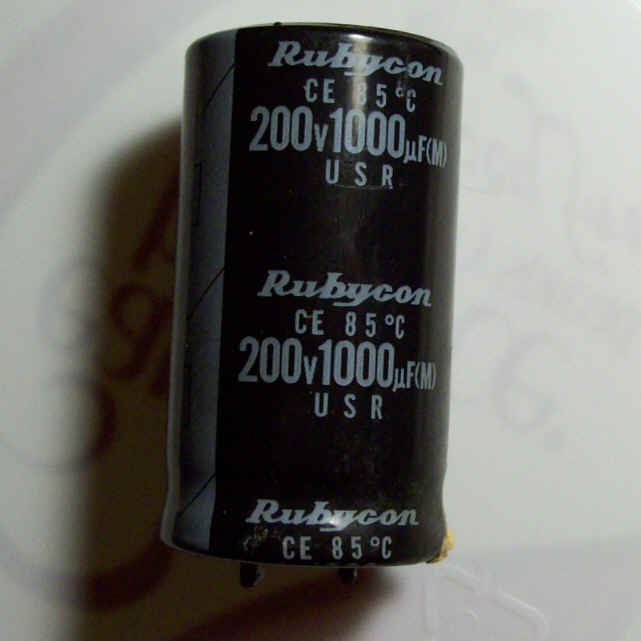 Rubycon
CE 85°C
200V1000μF(M)
USR
Rubycon
CE 85°C
200V1000μF(M)
USR
Rubycon
CE 85°C